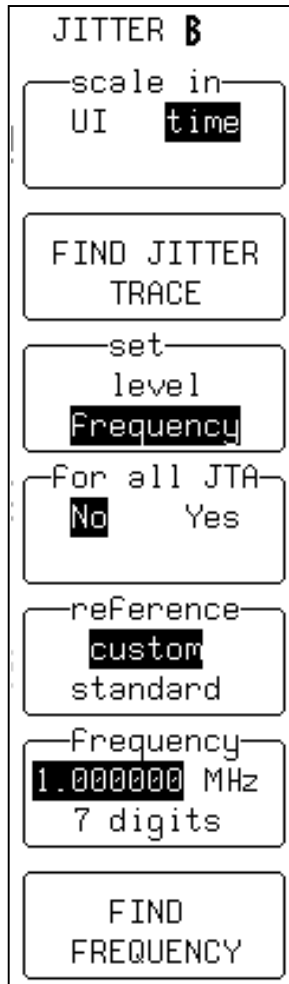 JITTER B
scale in
UI time
FIND JITTER
TRACE
set
level
Frequency
For all JTA
No Yes
reference
custom
standard
Frequency
1.000000 MHz
7 digits
FIND
FREQUENCY